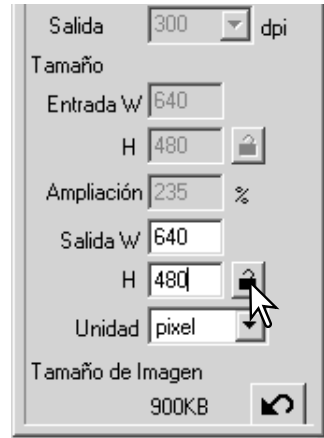 Salida 300 dpi
Tamaño
Entrada W 640
H 480
Ampliación 235 %
Salida W 640
H 480
Unidad pixel
Tamaño de Imagen
900KB